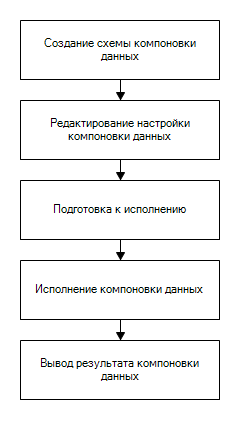 Создание схемы компоновки
данных
Редактирование настройки
компоновки данных
Подготовка к исполнению
Исполнение компоновки данных
Вывод результата компоновки
данных